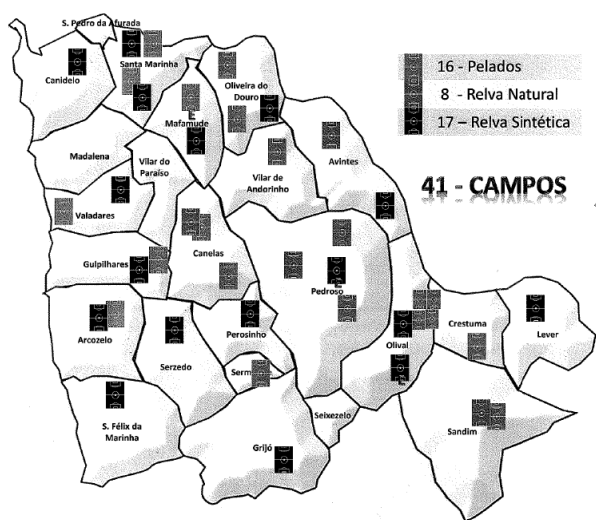 S. Pedro da Afurada
Santa Marinha
Canidelo
Oliveira do
Douro
Mafamude
Madalena
Vilar do
Paraíso
Vilar de
Andorinho
Avintes
Valadares
Canelas
Gulpilhares
Pedroso
Arcozelo
Serzedo
Perosinho
Serm
Olival
Crestuma
Lever
S. Félix da
Marinha
Seixezelo
Grijó
Sandim
16 - Pelados
8 - Relva Natural
17 – Relva Sintética
41 - CAMPOS